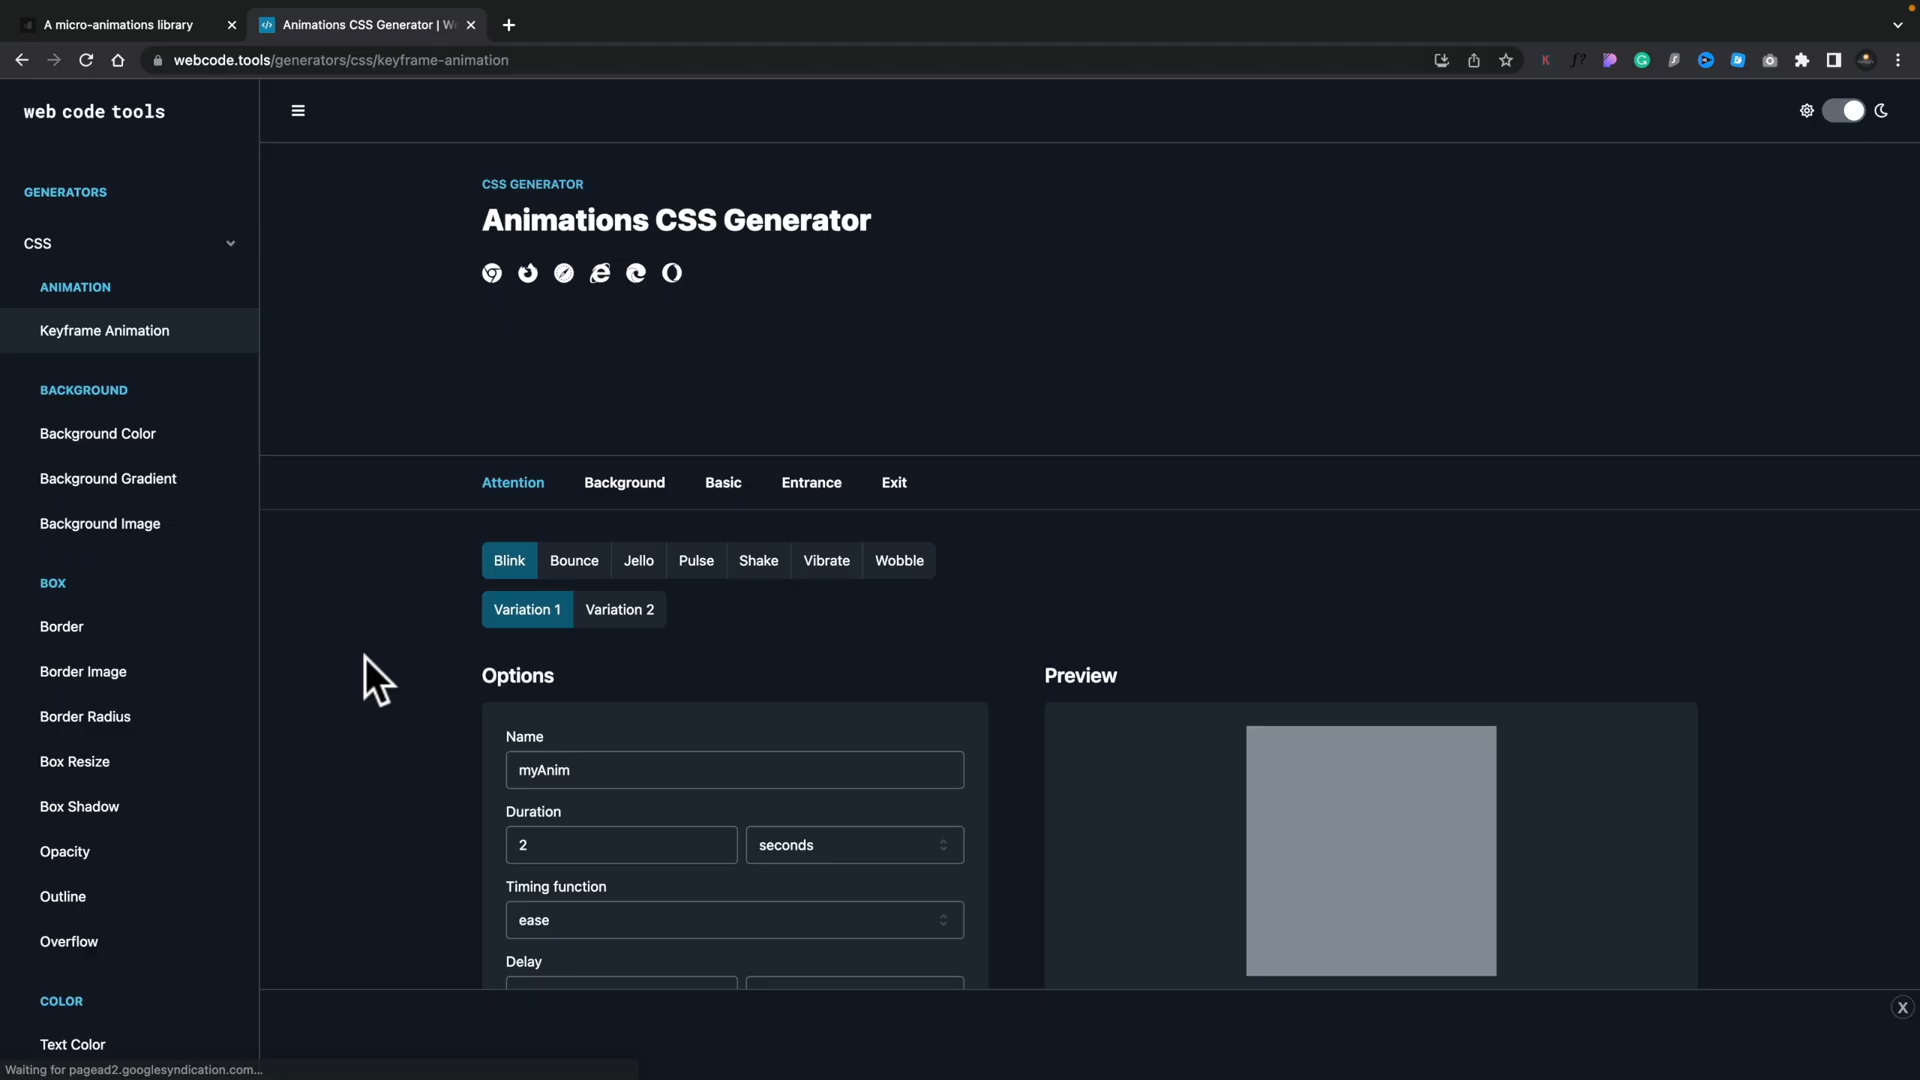 A micro-animations library
Animations CSS Generator | We
webcode.tools/generators/css/keyframe-animation
web code tools
GENERATORS
CSS
ANIMATION
Keyframe Animation
BACKGROUND
Background Color
Background Gradient
Background Image
BOX
Border
Border Image
Border Radius
Box Resize
Box Shadow
Opacity
Outline
Overflow
COLOR
Text Color
CSS GENERATOR
Animations CSS Generator
Attention Background Basic Entrance Exit
Blink Bounce Jello Pulse Shake Vibrate Wobble
Variation 1 Variation 2
Options
Name
myAnim
Duration
2 seconds
Timing function
ease
Delay
Preview
X
Waiting for pagead2.googlesyndication.com...